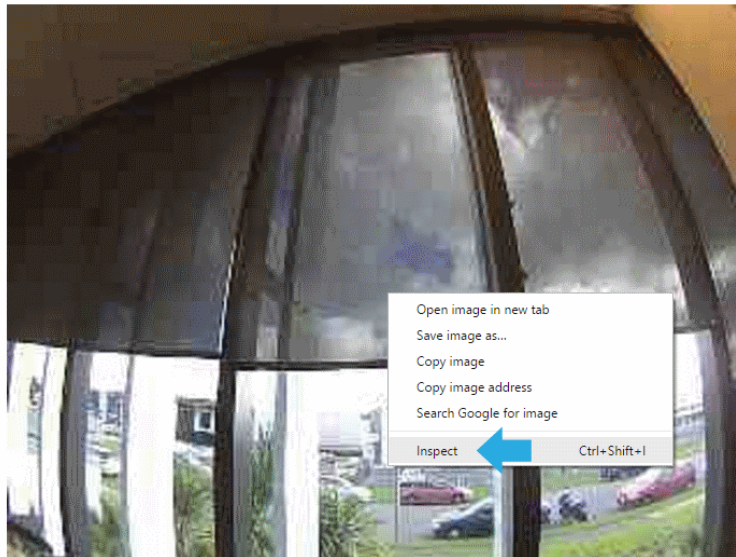 Open image in new tab
Save image as...
Copy image
Copy image address
Search Google for image
Inspect Ctrl+Shift+I